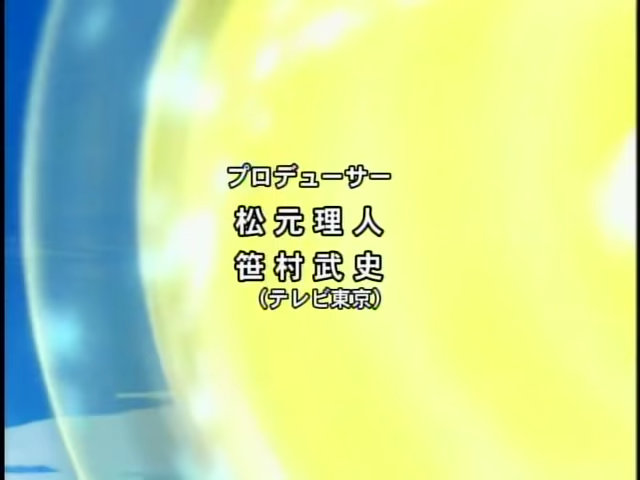 プロデューサー
松元理人
笹村武史
（テレビ東京）